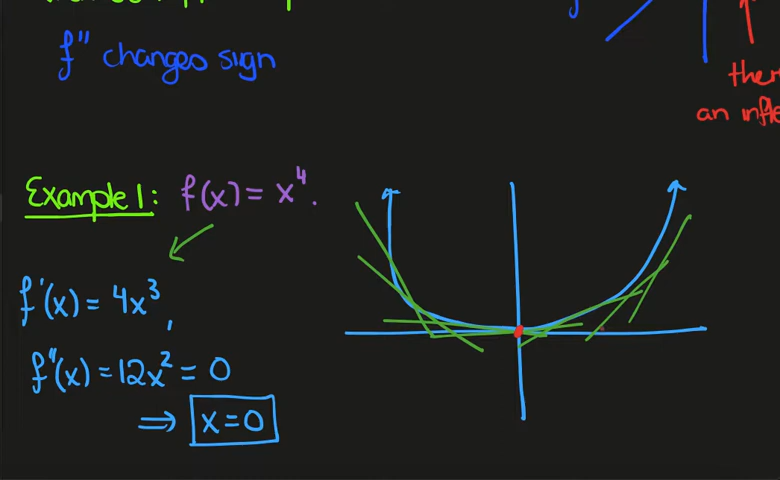 f" changes sign
ther
an infle
Example 1: f(x) = x⁴.
f'(x) = 4x³,
f"(x) = 12x² = 0
⟹ x = 0